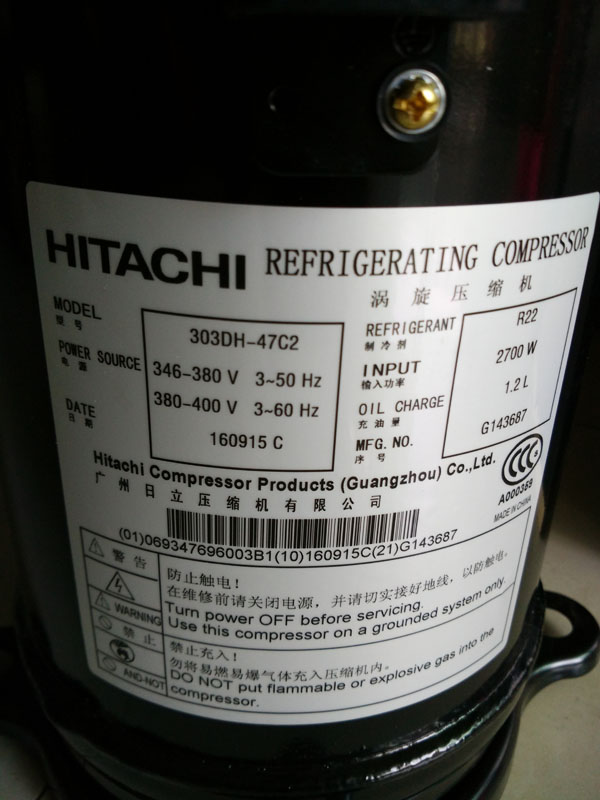 HITACHI REFRIGERATING COMPRESSOR
涡旋压缩机
MODEL
型号
303DH-47C2
POWER SOURCE
电源
346-380 V 3~50 Hz
380-400 V 3~60 Hz
DATE
日期
160915 C
REFRIGERANT
制冷剂
R22
INPUT
输入功率
2700 W
OIL CHARGE
充油量
1.2 L
MFG. NO.
序号
G143687
Hitachi Compressor Products (Guangzhou) Co.,Ltd.
广州日立压缩机有限公司
CCC S
A000359
MADE IN CHINA
(01)069347696003B1(10)160915C(21)G143687
警告
WARNING
防止触电!
在维修前请关闭电源，并请切实接好地线，以防触电。
Turn power OFF before servicing.
Use this compressor on a grounded system only.
禁止
AND-NOT
禁止充入!
勿将易燃易爆气体充入压缩机内。
DO NOT put flammable or explosive gas into the
compressor.